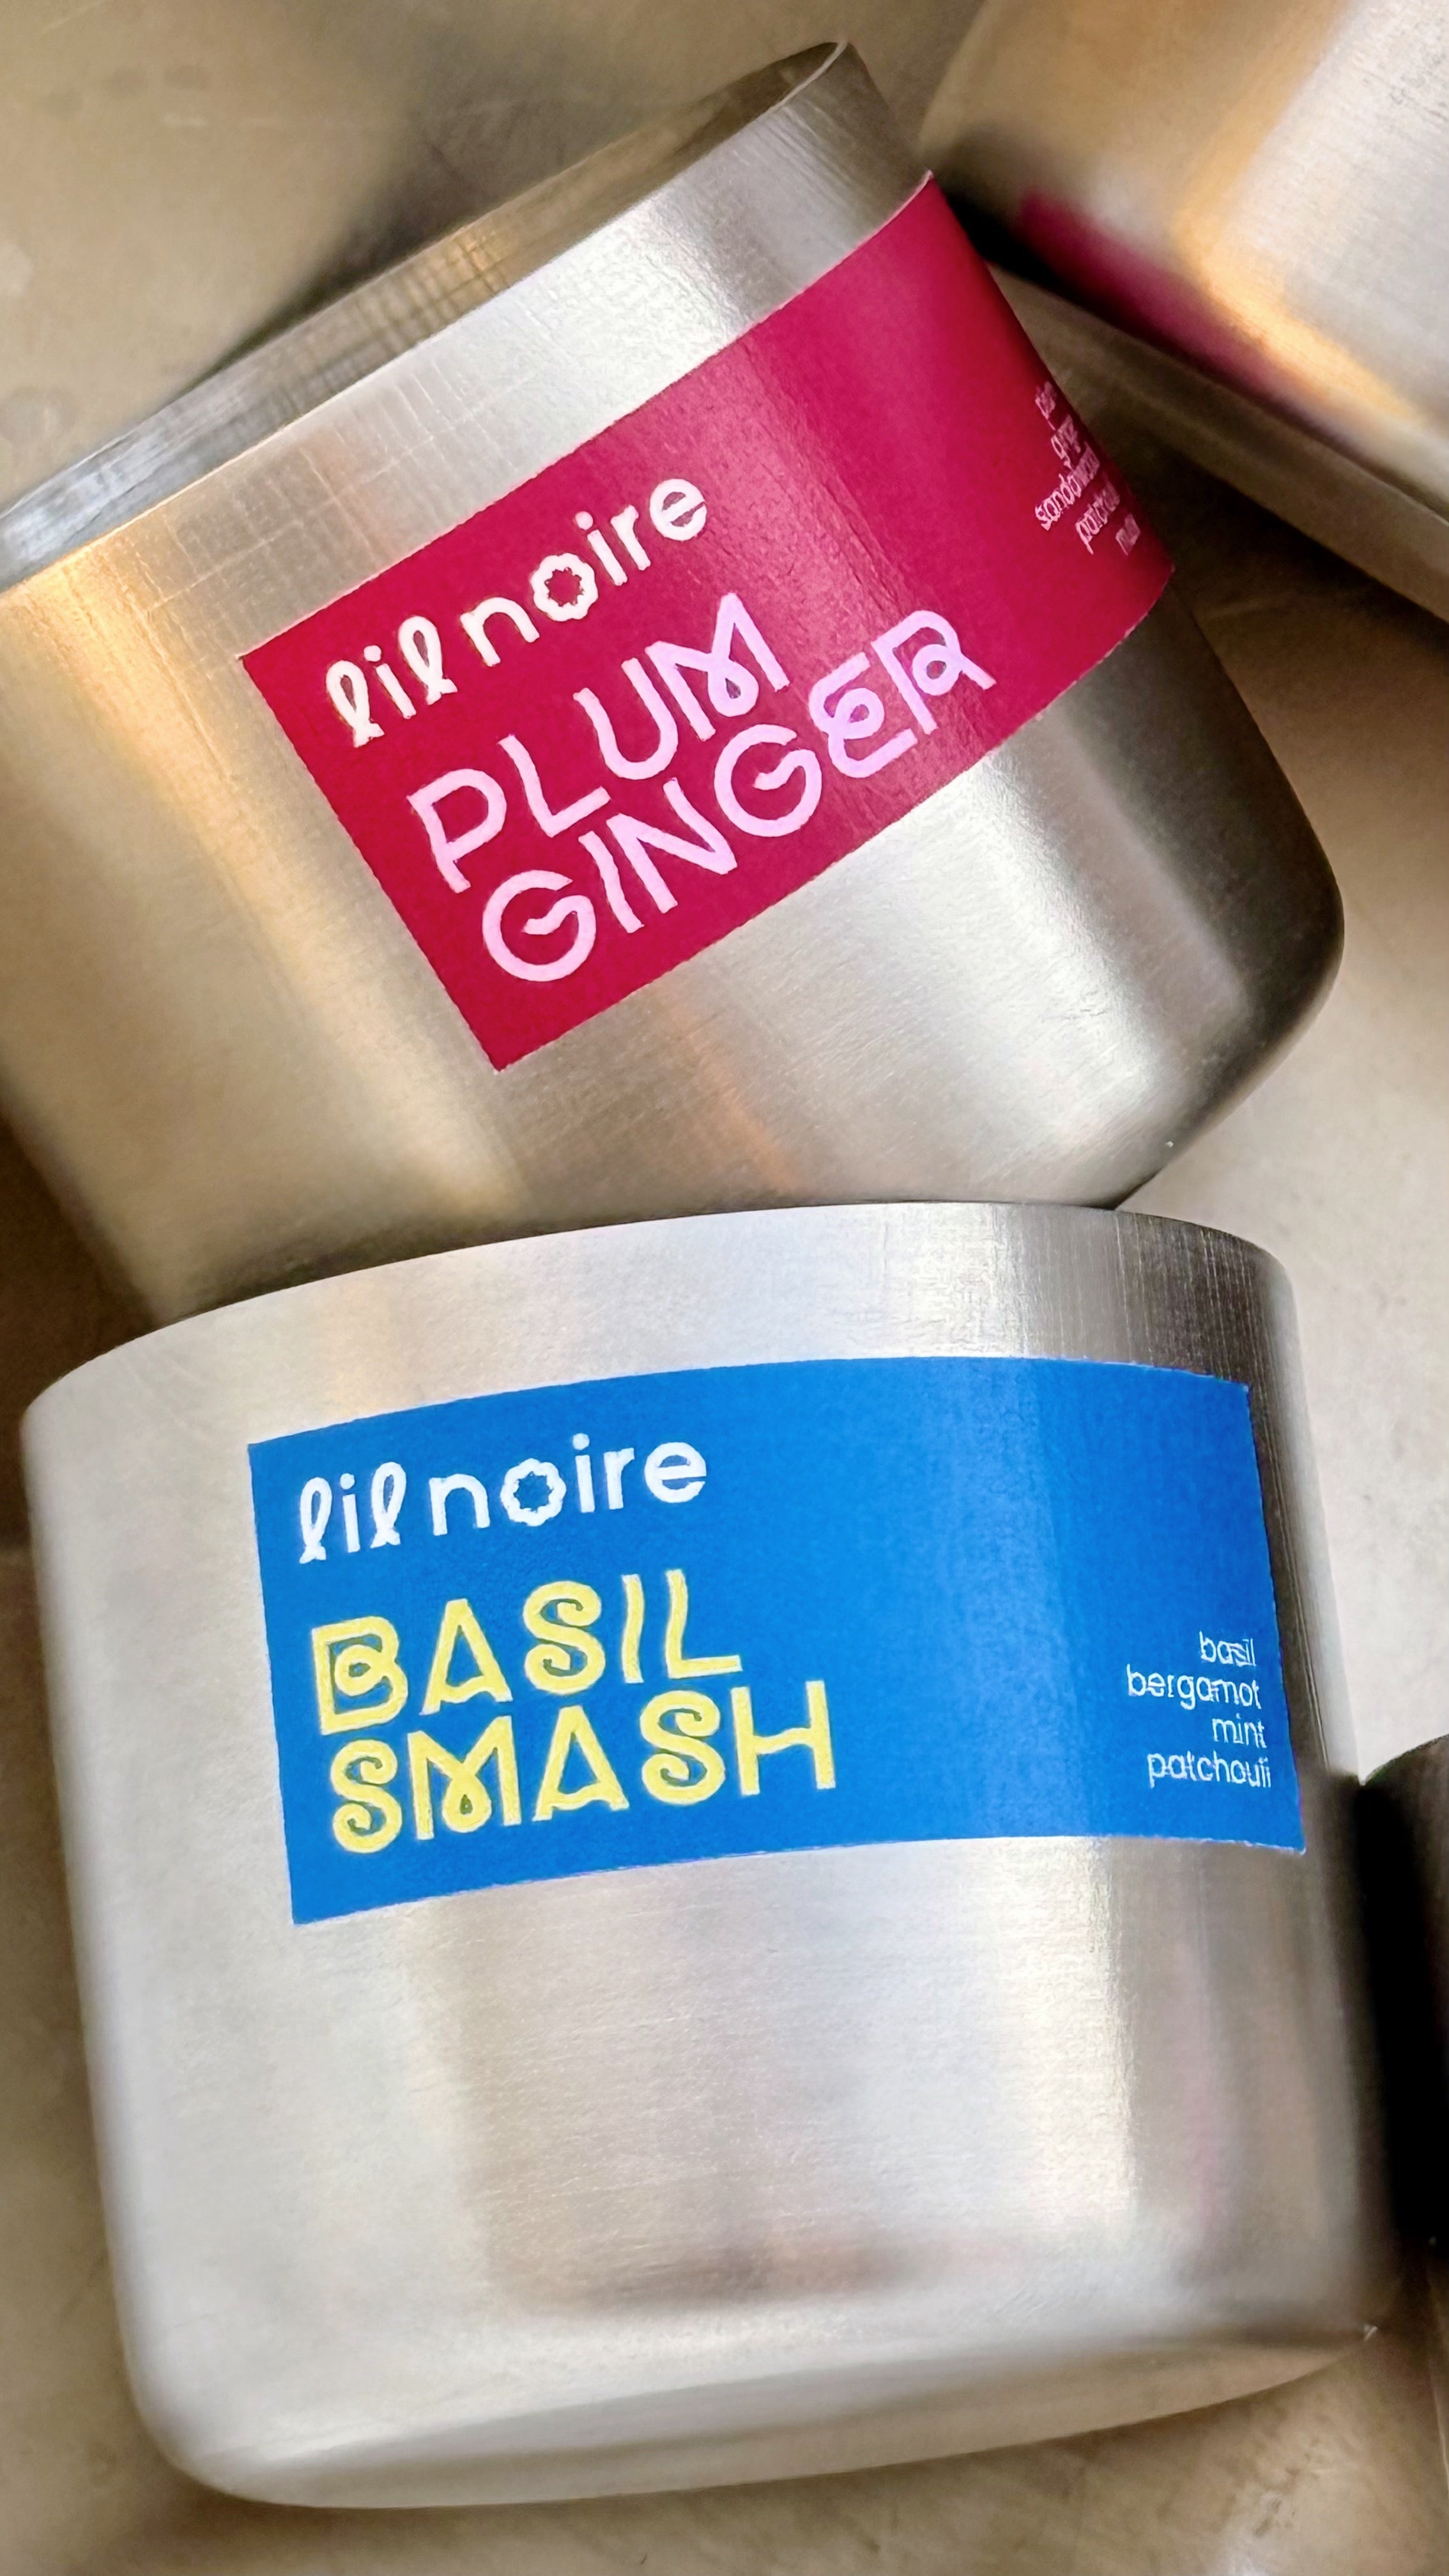 lil noire
PLUM
GINGER
lil noire
BASIL
SMASH
basil
bergamot
mint
patchouli